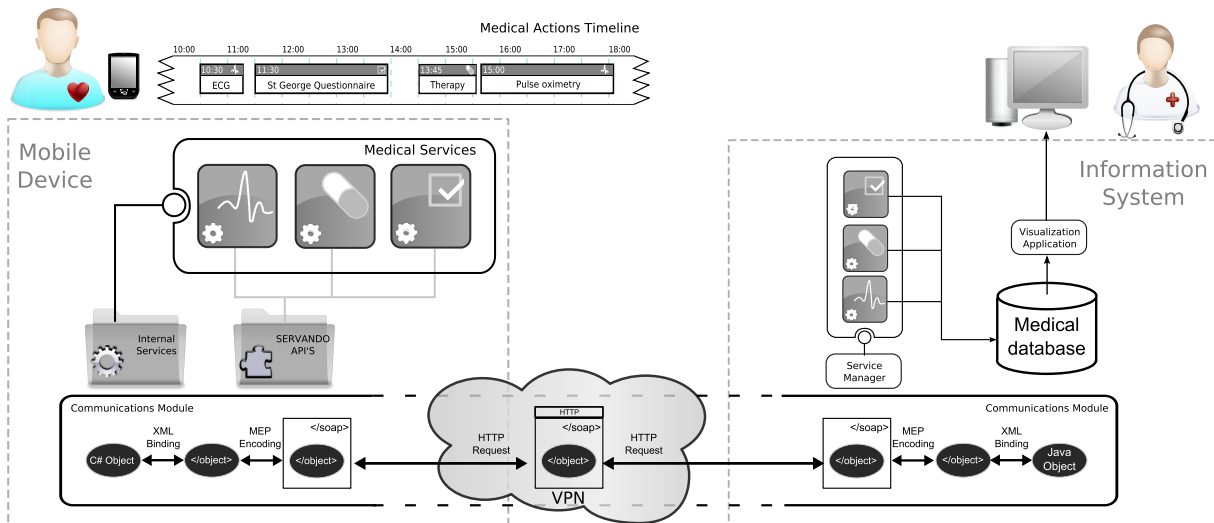 Medical Actions Timeline
10:00 11:00 12:00 13:00 14:00 15:00 16:00 17:00 18:00
10:30 11:30 13:45 15:00
ECG St George Questionnaire Therapy Pulse oximetry
Mobile
Device
Medical Services
Internal
Services
SERVANDO
API'S
Information
System
Visualization
Application
Medical
database
Service
Manager
Communications Module
C# Object
XML
Binding
</object>
MEP
Encoding
</soap>
</object>
HTTP
Request
HTTP
</soap>
</object>
VPN
HTTP
Request
Communications Module
</soap>
</object>
MEP
Encoding
</object>
XML
Binding
Java
Object